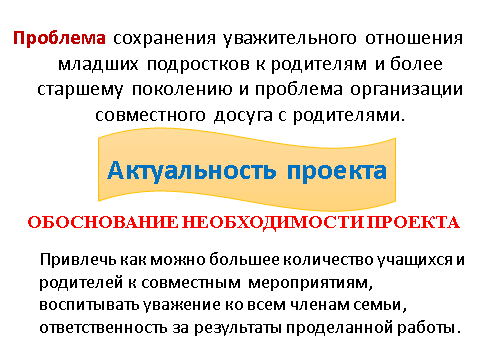 Проблема сохранения уважительного отношения
младших подростков к родителям и более
старшему поколению и проблема организации
совместного досуга с родителями.
Актуальность проекта
ОБОСНОВАНИЕ НЕОБХОДИМОСТИ ПРОЕКТА
Привлечь как можно большее количество учащихся и
родителей к совместным мероприятиям,
воспитывать уважение ко всем членам семьи,
ответственность за результаты проделанной работы.